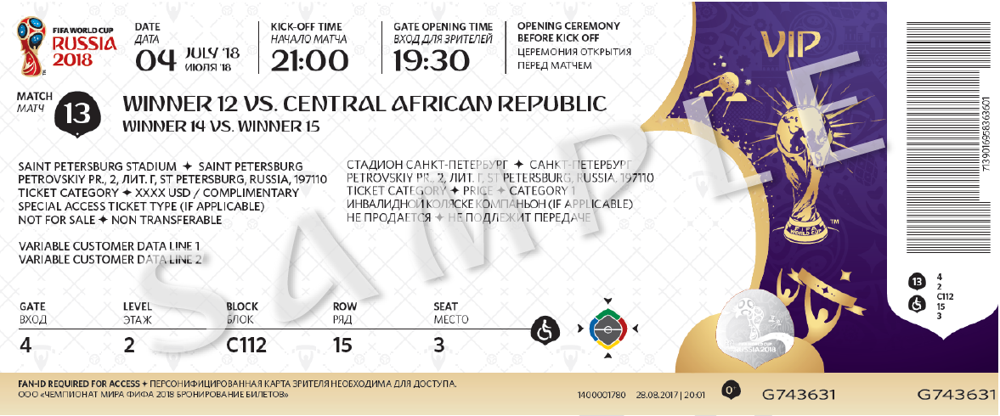 FIFA WORLD CUP
RUSSIA
2018
DATE
ДАТА
04 JULY '18
ИЮЛЯ '18
KICK-OFF TIME
НАЧАЛО МАТЧА
21:00
GATE OPENING TIME
ВХОД ДЛЯ ЗРИТЕЛЕЙ
19:30
OPENING CEREMONY
BEFORE KICK OFF
ЦЕРЕМОНИЯ ОТКРЫТИЯ
ПЕРЕД МАТЧЕМ
VIP
MATCH
МАТЧ
13
WINNER 12 VS. CENTRAL AFRICAN REPUBLIC
WINNER 14 VS. WINNER 15
SAINT PETERSBURG STADIUM ✦ SAINT PETERSBURG
PETROVSKIY PR., 2, ЛИТ. Г, ST PETERSBURG, RUSSIA, 197110
TICKET CATEGORY ✦ XXXX USD / COMPLIMENTARY
SPECIAL ACCESS TICKET TYPE (IF APPLICABLE)
NOT FOR SALE ✦ NON TRANSFERABLE
СТАДИОН САНКТ-ПЕТЕРБУРГ ✦ САНКТ-ПЕТЕРБУРГ
PETROVSKIY PR., 2, ЛИТ. Г, ST PETERSBURG, RUSSIA, 197110
TICKET CATEGORY ✦ PRICE ✦ CATEGORY 1
ИНВАЛИДНОЙ КОЛЯСКЕ КОМПАНЬОН (IF APPLICABLE)
НЕ ПРОДАЕТСЯ ✦ НЕ ПОДЛЕЖИТ ПЕРЕДАЧЕ
VARIABLE CUSTOMER DATA LINE 1
VARIABLE CUSTOMER DATA LINE 2
SAMPLE
FIFA
WORLD CUP
TM
GATE
ВХОД
4
LEVEL
ЭТАЖ
2
BLOCK
БЛОК
C112
ROW
РЯД
15
SEAT
МЕСТО
3
RUSSIA 2018
7139016958363601
13
4
2
C112
15
3
FAN-ID REQUIRED FOR ACCESS ✦ ПЕРСОНИФИЦИРОВАННАЯ КАРТА ЗРИТЕЛЯ НЕОБХОДИМА ДЛЯ ДОСТУПА.
ООО «ЧЕМПИОНАТ МИРА ФИФА 2018 БРОНИРОВАНИЕ БИЛЕТОВ»
1400001780 28.08.2017 | 20:01
0+
G743631
G743631